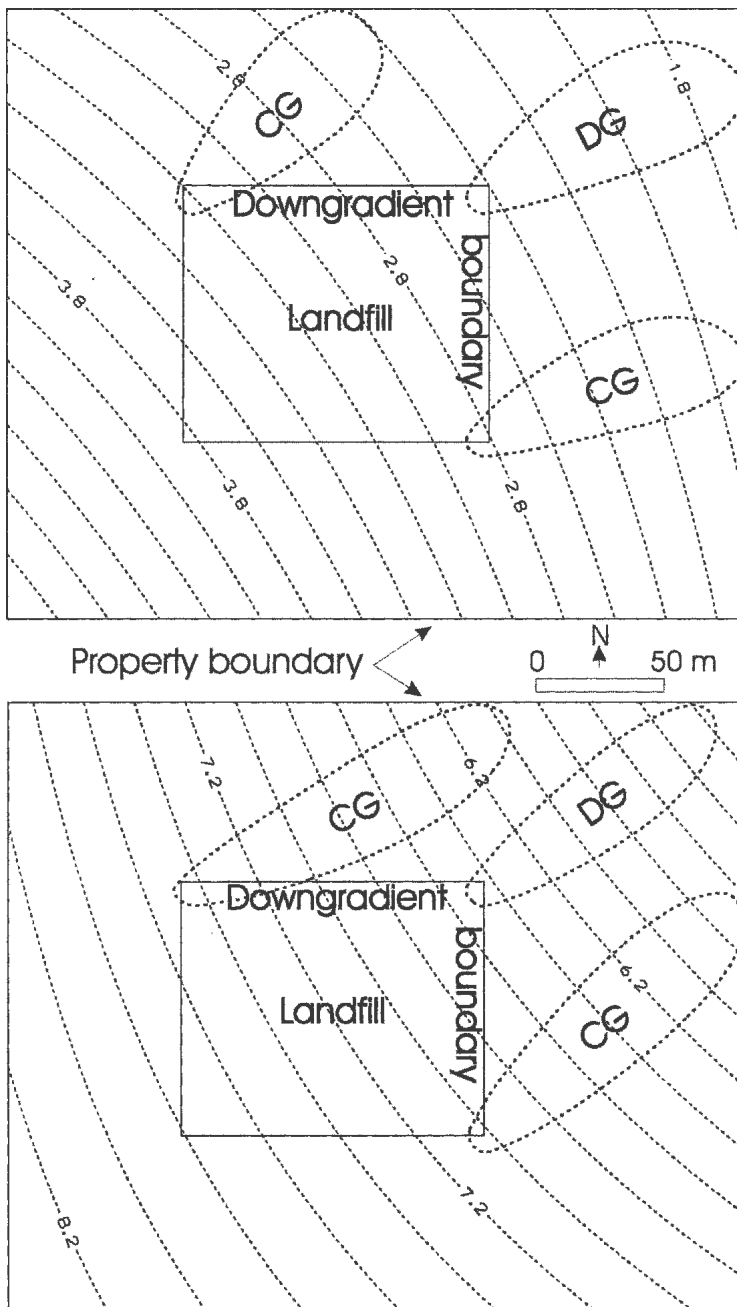 2.8
CG
1.8
DG
Downgradient
boundary
3.8
2.8
Landfill
CG
3.8
2.8
Property boundary
N
0 50 m
7.2
6.2
CG
DG
Downgradient
boundary
6.2
Landfill
CG
7.2
8.2